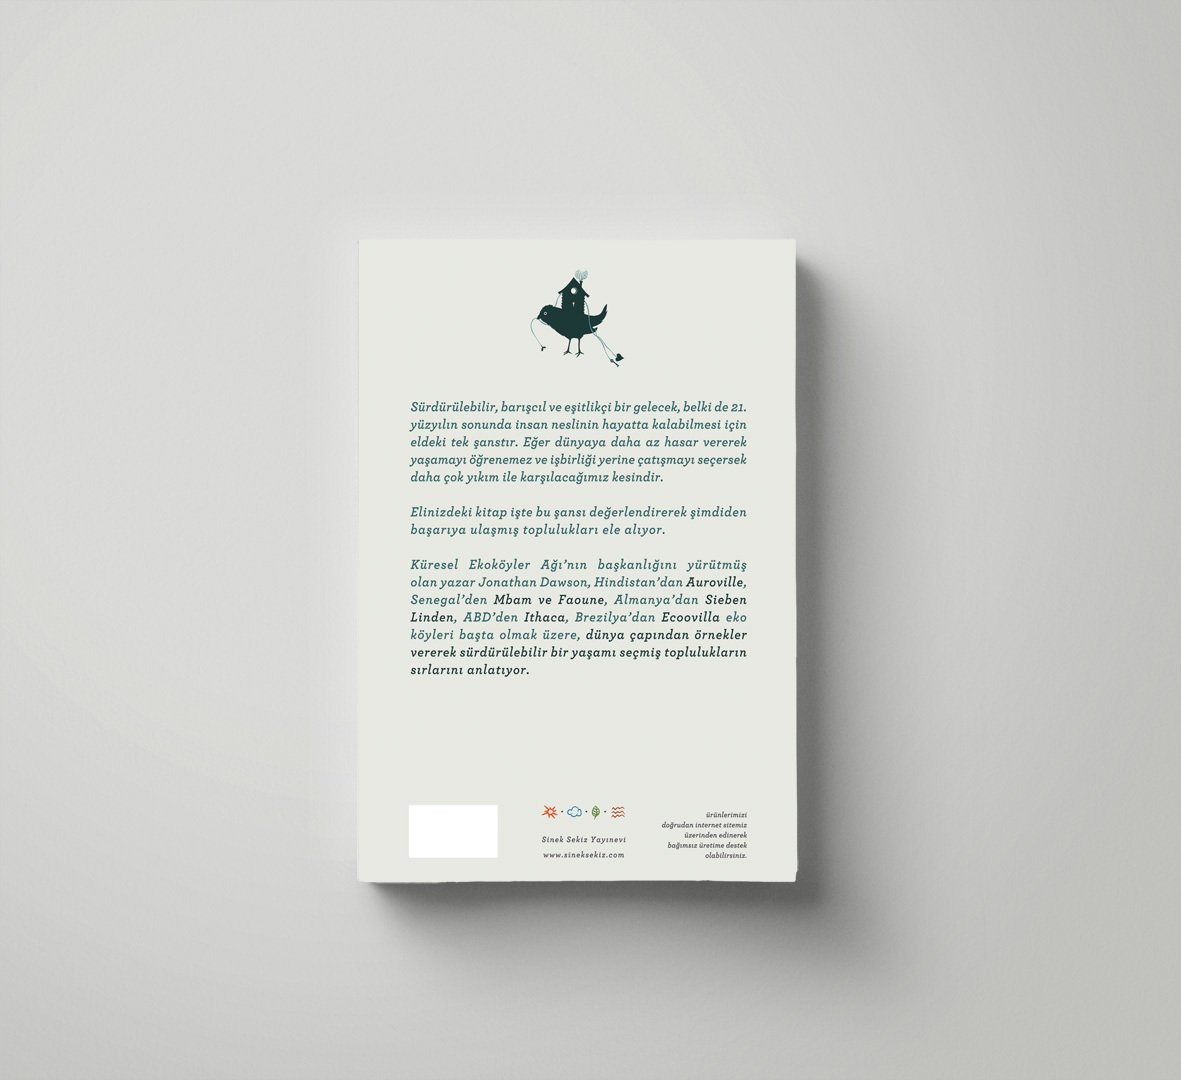 Sürdürülebilir, barışcıl ve eşitlikçi bir gelecek, belki de 21.
yüzyılın sonunda insan neslinin hayatta kalabilmesi için
eldeki tek şanstır. Eğer dünyaya daha az hasar vererek
yaşamayı öğrenemez ve işbirliği yerine çatışmayı seçersek
daha çok yıkım ile karşılacağımız kesindir.
Elinizdeki kitap işte bu şansı değerlendirerek şimdiden
başarıya ulaşmış toplulukları ele alıyor.
Küresel Ekoköyler Ağı’nın başkanlığını yürütmüş
olan yazar Jonathan Dawson, Hindistan’dan Auroville,
Senegal’den Mbam ve Faoune, Almanya’dan Sieben
Linden, ABD’den Ithaca, Brezilya’dan Ecoovilla eko
köyleri başta olmak üzere, dünya çapından örnekler
vererek sürdürülebilir bir yaşamı seçmiş toplulukların
sırlarını anlatıyor.
Sinek Sekiz Yayınevi
www.sineksekiz.com
ürünlerimizi
doğrudan internet sitemiz
üzerinden edinerek
bağımsız üretime destek
olabilirsiniz.